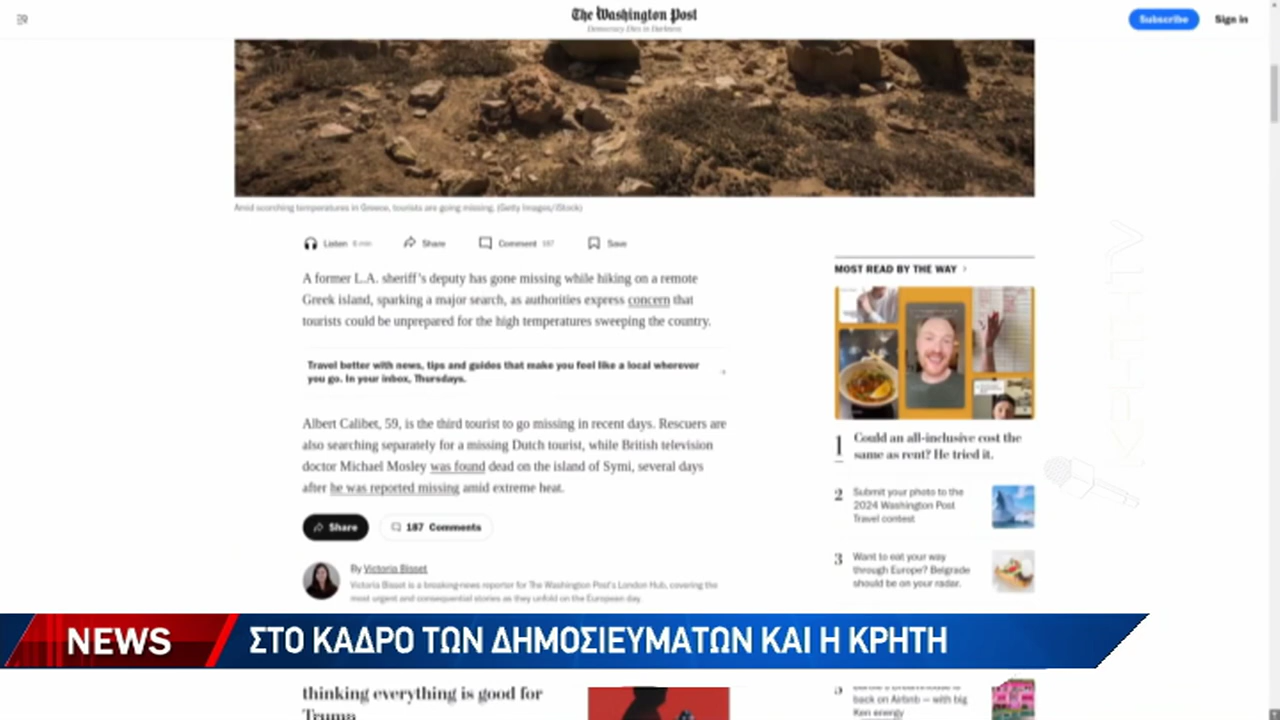 The Washington Post
Democracy Dies in Darkness
Subscribe
Sign in
Amid scorching temperatures in Greece, tourists are going missing. (Getty Images/iStock)
Listen 6 min
Share
Comment 187
Save
A former L.A. sheriff's deputy has gone missing while hiking on a remote
Greek island, sparking a major search, as authorities express concern that
tourists could be unprepared for the high temperatures sweeping the country.
Travel better with news, tips and guides that make you feel like a local wherever
you go. In your inbox, Thursdays.
Albert Calibet, 59, is the third tourist to go missing in recent days. Rescuers are
also searching separately for a missing Dutch tourist, while British television
doctor Michael Mosley was found dead on the island of Symi, several days
after he was reported missing amid extreme heat.
Share
187 Comments
By Victoria Bisset
Victoria Bisset is a breaking-news reporter for The Washington Post's London Hub, covering the
most urgent and consequential stories as they unfold on the European day.
MOST READ BY THE WAY
1 Could an all-inclusive cost the
same as rent? He tried it.
2 Submit your photo to the
2024 Washington Post
Travel contest
3 Want to eat your way
through Europe? Belgrade
should be on your radar.
NEWS
ΣΤΟ ΚΑΔΡΟ ΤΩΝ ΔΗΜΟΣΙΕΥΜΑΤΩΝ ΚΑΙ Η ΚΡΗΤΗ
thinking everything is good for
Trump
back on Airbnb — with big
Ken energy